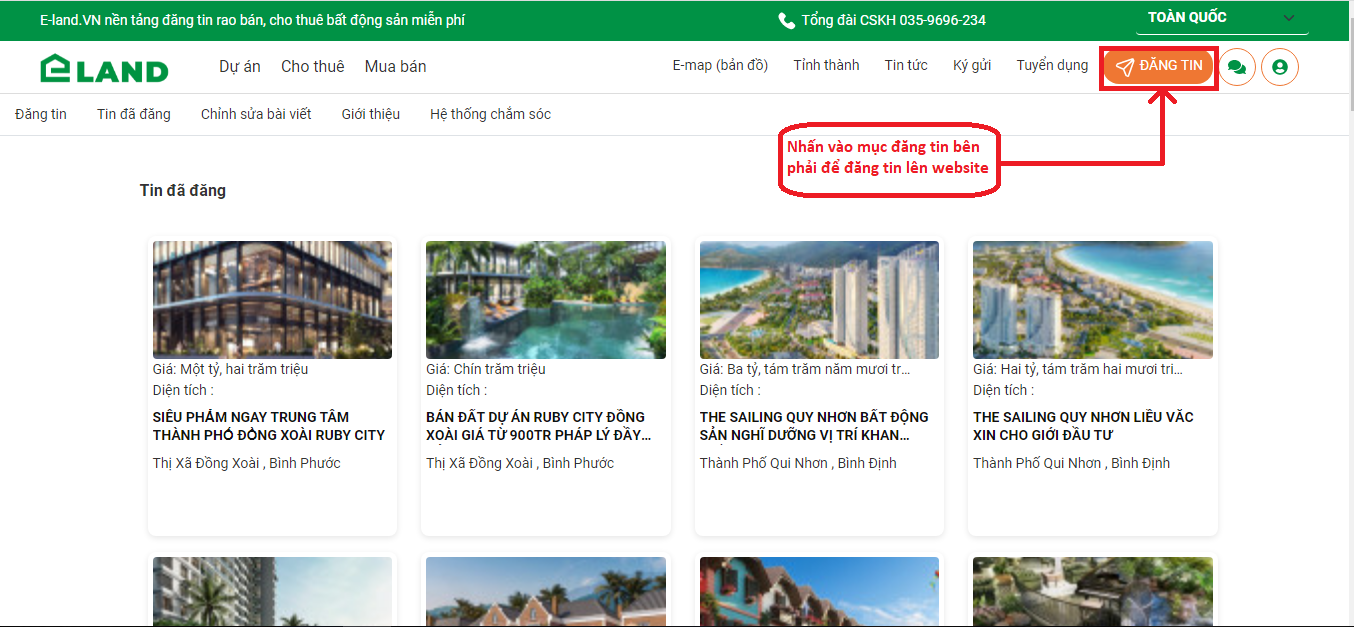 E-land.VN nền tảng đăng tin rao bán, cho thuê bất động sản miễn phí
Tổng đài CSKH 035-9696-234
TOÀN QUỐC
eLAND
Dự án
Cho thuê
Mua bán
E-map (bản đồ)
Tỉnh thành
Tin tức
Ký gửi
Tuyển dụng
ĐĂNG TIN
Đăng tin
Tin đã đăng
Chỉnh sửa bài viết
Giới thiệu
Hệ thống chắm sóc
Nhấn vào mục đăng tin bên
phải để đăng tin lên website
Tin đã đăng
Giá: Một tỷ, hai trăm triệu
Diện tích :
SIÊU PHẨM NGAY TRUNG TÂM
THÀNH PHỐ ĐỒNG XOÀI RUBY CITY
Thị Xã Đồng Xoài , Bình Phước
Giá: Chín trăm triệu
Diện tích :
BÁN ĐẤT DỰ ÁN RUBY CITY ĐỒNG
XOÀI GIÁ TỪ 900TR PHÁP LÝ ĐẦY...
Thị Xã Đồng Xoài , Bình Phước
Giá: Ba tỷ, tám trăm năm mươi tr...
Diện tích :
THE SAILING QUY NHƠN BẤT ĐỘNG
SẢN NGHĨ DƯỠNG VỊ TRÍ KHAN...
Thành Phố Qui Nhơn , Bình Định
Giá: Hai tỷ, tám trăm hai mươi tri...
Diện tích :
THE SAILING QUY NHƠN LIỀU VĂC
XIN CHO GIỚI ĐẦU TƯ
Thành Phố Qui Nhơn , Bình Định